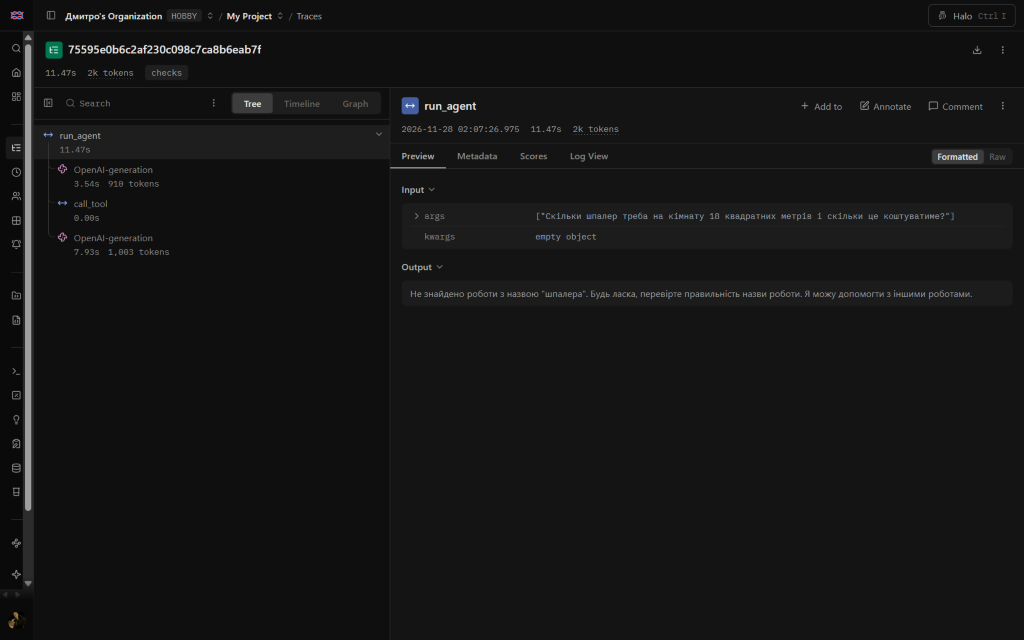 Дмитро's Organization HOBBY / My Project / Traces
Halo Ctrl I
75595e0b6c2af230c098c7ca8b6eab7f
11.47s 2k tokens checks
Search
Tree Timeline Graph
run_agent
11.47s
OpenAI-generation
3.54s 910 tokens
call_tool
0.00s
OpenAI-generation
7.93s 1,003 tokens
run_agent
Add to Annotate Comment
2026-11-28 02:07:26.975 11.47s 2k tokens
Preview Metadata Scores Log View
Formatted Raw
Input
args ["Скільки шпалер треба на кімнату 18 квадратних метрів і скільки це коштуватиме?"]
kwargs empty object
Output
Не знайдено роботи з назвою "шпалера". Будь ласка, перевірте правильність назви роботи. Я можу допомогти з іншими роботами.